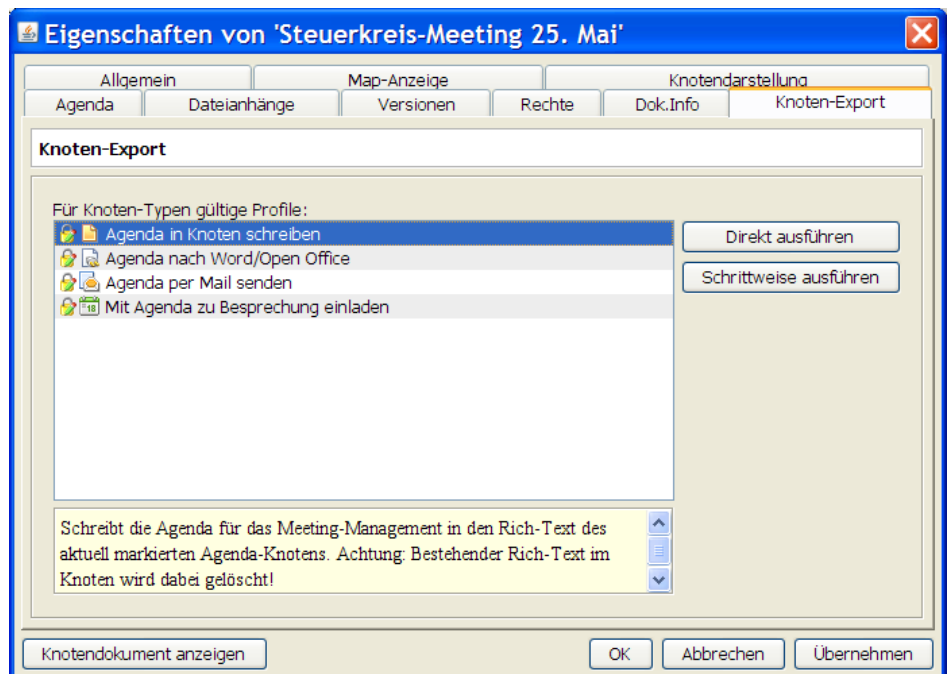 Eigenschaften von 'Steuerkreis-Meeting 25. Mai'
Allgemein Map-Anzeige Knotendarstellung
Agenda Dateianhänge Versionen Rechte Dok.Info Knoten-Export
Knoten-Export
Für Knoten-Typen gültige Profile:
Agenda in Knoten schreiben
Agenda nach Word/Open Office
Agenda per Mail senden
18 Mit Agenda zu Besprechung einladen
Direkt ausführen
Schrittweise ausführen
Schreibt die Agenda für das Meeting-Management in den Rich-Text des
aktuell markierten Agenda-Knotens. Achtung: Bestehender Rich-Text im
Knoten wird dabei gelöscht!
Knotendokument anzeigen OK Abbrechen Übernehmen